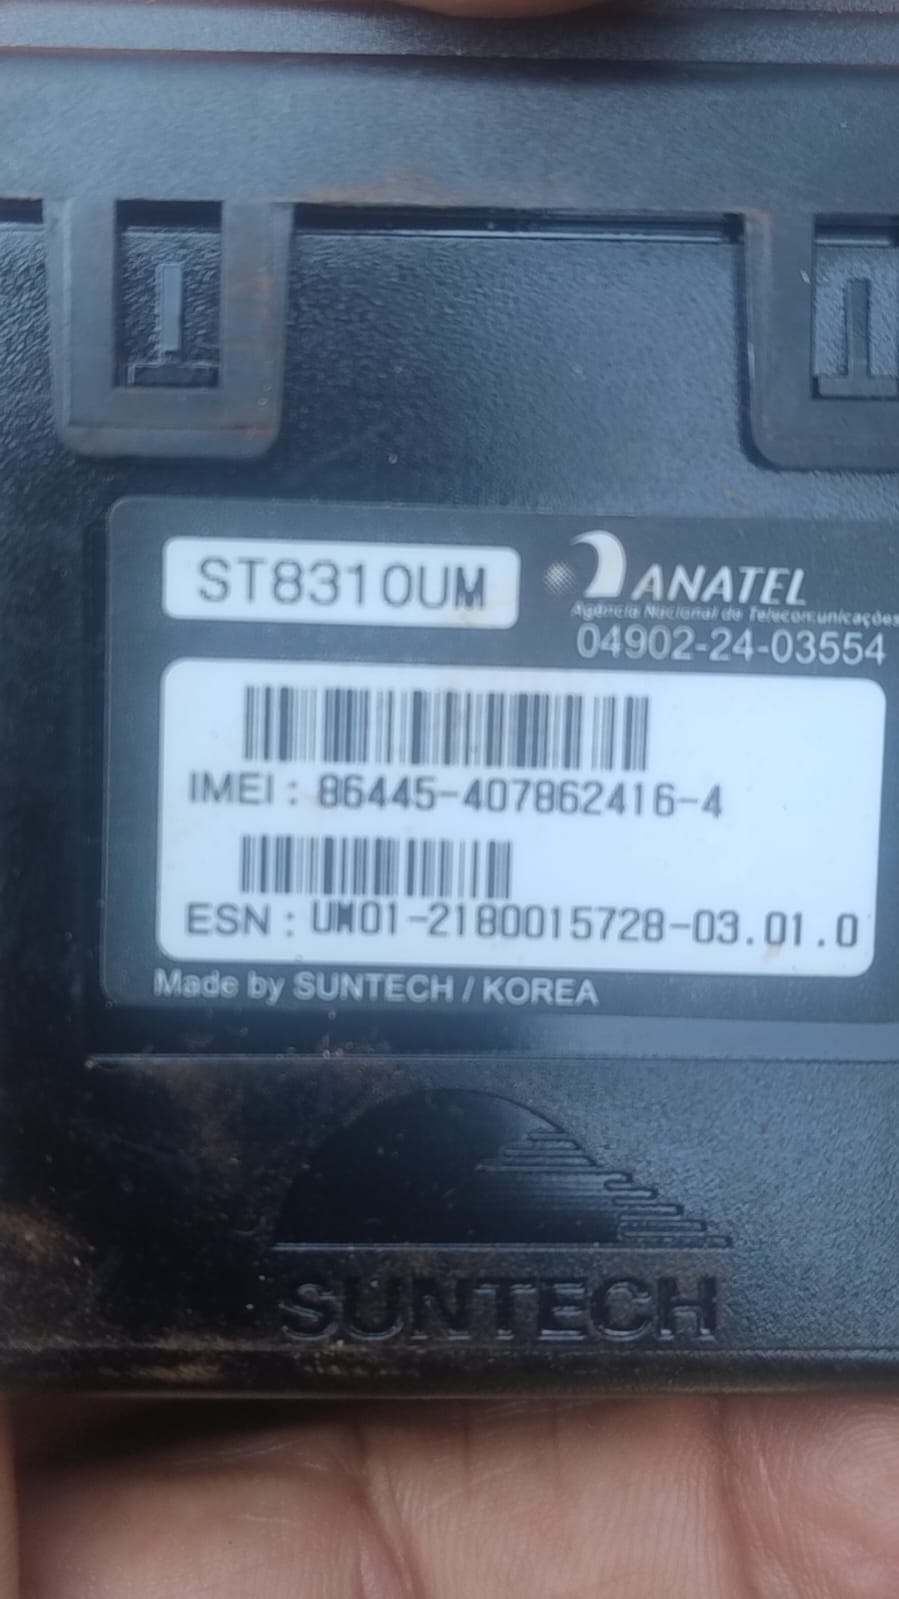 ST8310UM
ANATEL
Agência Nacional de Telecomunicações
04902-24-03554
IMEI : 86445-407862416-4
ESN : UM01-2180015728-03.01.0
Made by SUNTECH / KOREA
SUNTECH